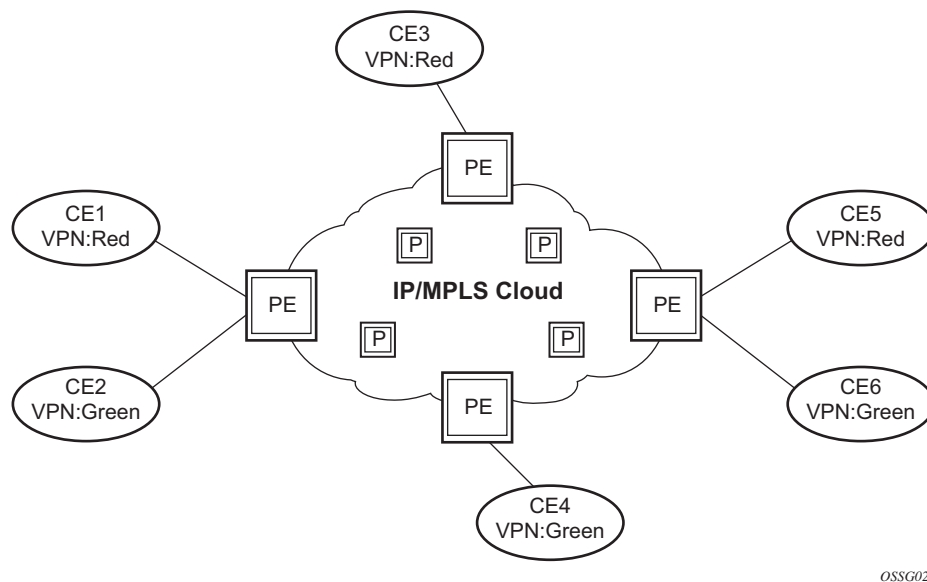 CE3
VPN:Red
PE
CE1
VPN:Red
CE5
VPN:Red
P
P
IP/MPLS Cloud
PE
PE
P
P
CE2
VPN:Green
CE6
VPN:Green
PE
CE4
VPN:Green
OSSG02